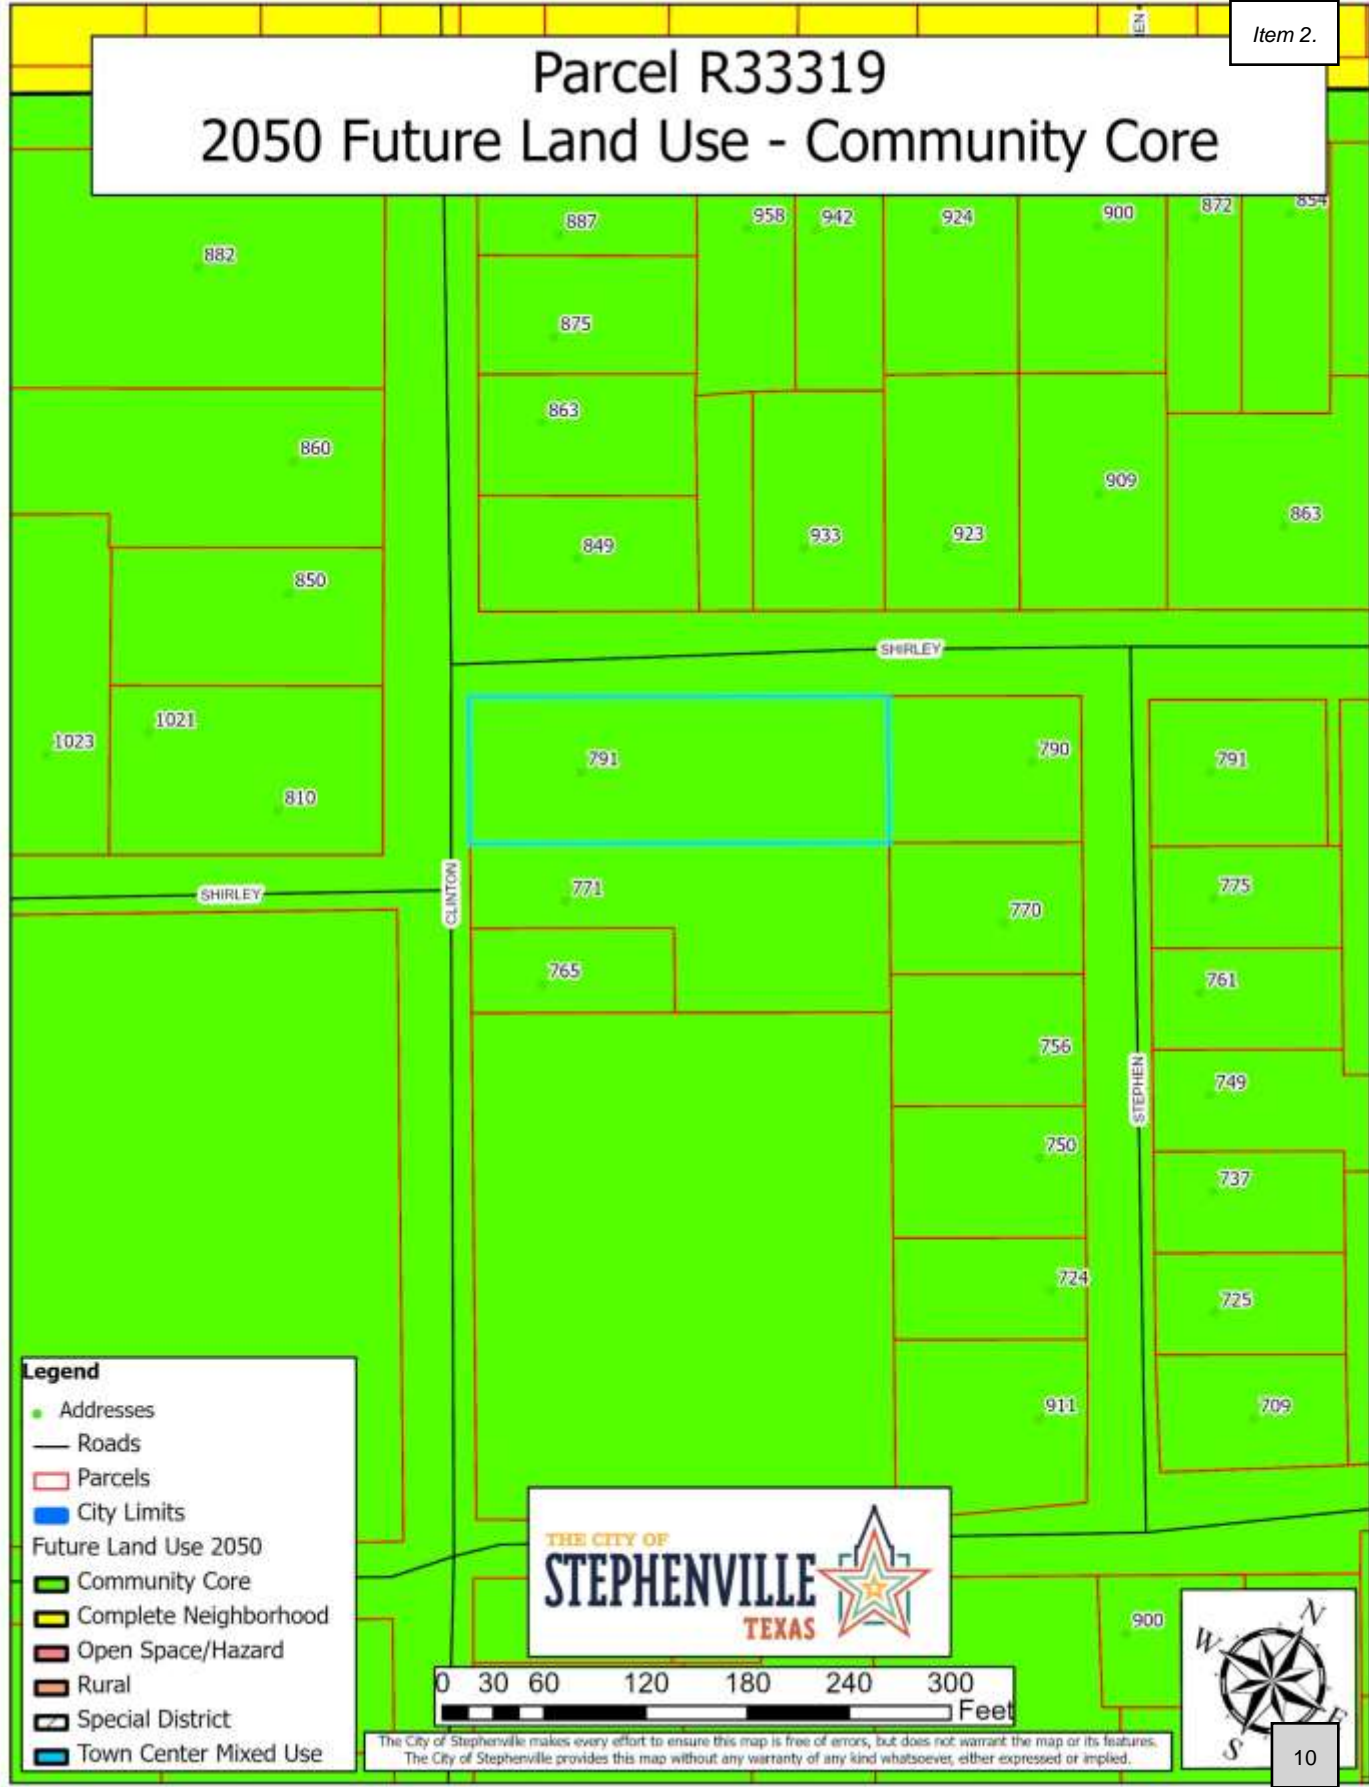 Item 2.
Parcel R33319
2050 Future Land Use - Community Core
887
958
942
924
900
872
854
882
875
863
860
909
863
849
933
923
850
SHIRLEY
1021
1023
791
790
791
810
SHIRLEY
CLINTON
771
775
770
765
761
756
STEPHEN
749
750
737
724
725
911
709
Legend
Addresses
Roads
Parcels
City Limits
Future Land Use 2050
Community Core
Complete Neighborhood
Open Space/Hazard
Rural
Special District
Town Center Mixed Use
THE CITY OF
STEPHENVILLE
TEXAS
900
0 30 60 120 180 240 300
Feet
N
W
E
S
The City of Stephenville makes every effort to ensure this map is free of errors, but does not warrant the map or its features.
The City of Stephenville provides this map without any warranty of any kind whatsoever, either expressed or implied.
10